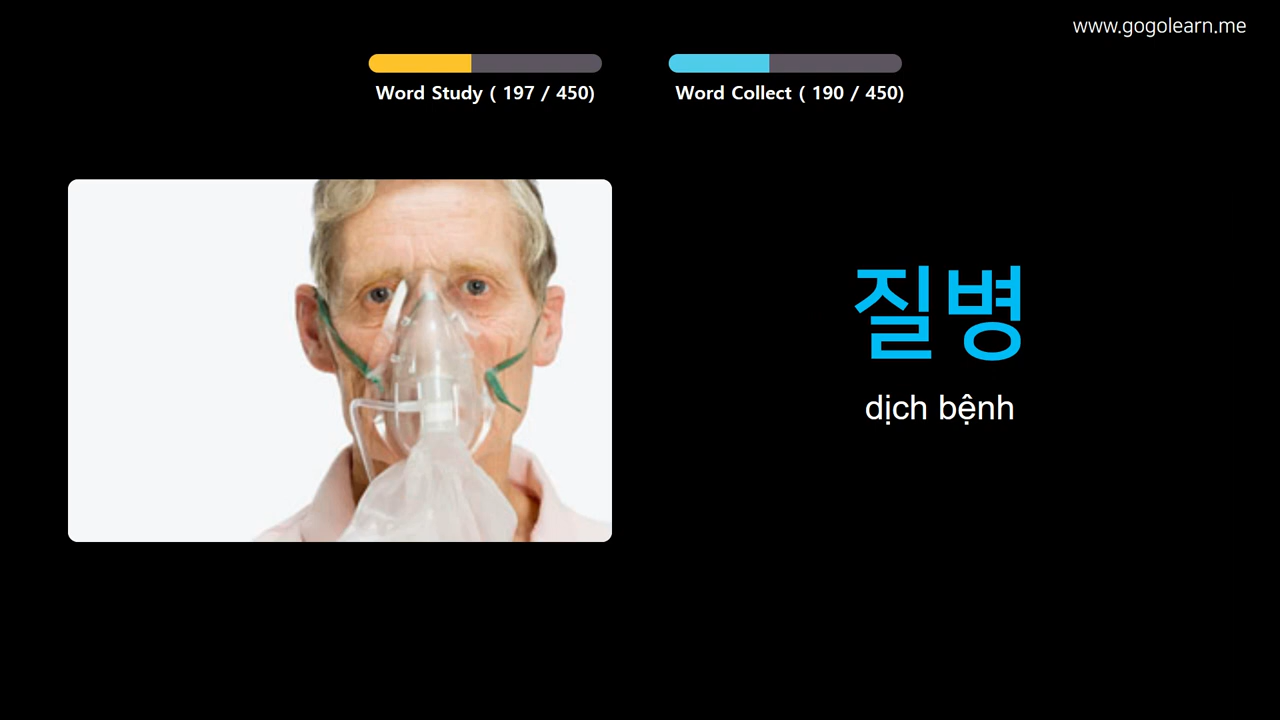 www.gogolearn.me
Word Study ( 197 / 450)
Word Collect ( 190 / 450)
질병
dịch bệnh